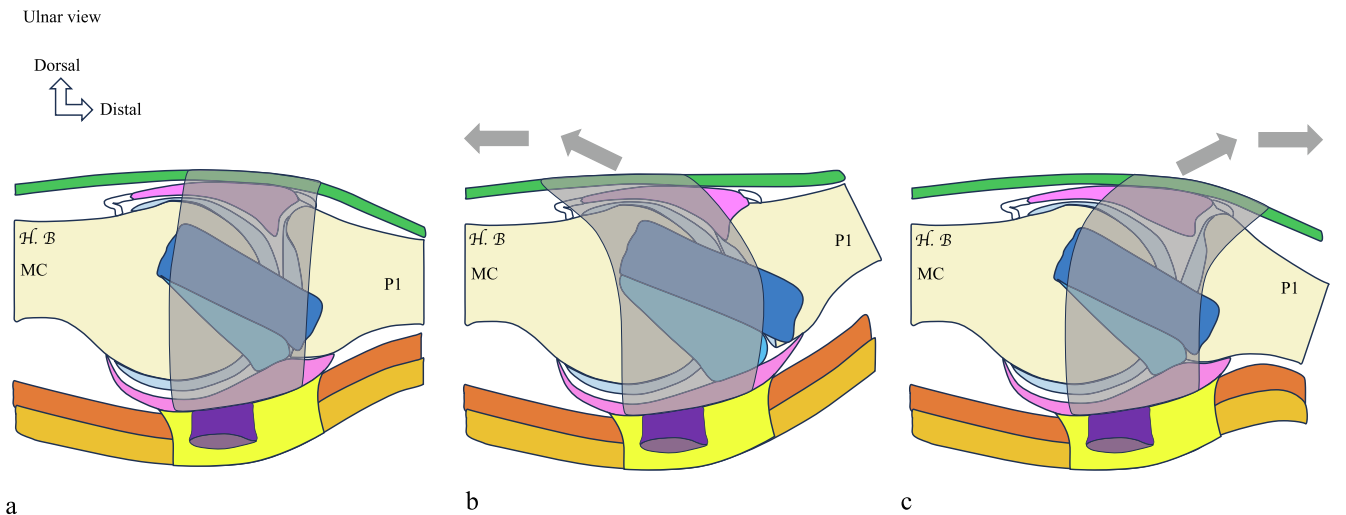 Ulnar view
Dorsal
Distal
H. B
MC
P1
H. B
MC
P1
H. B
MC
P1
a
b
c